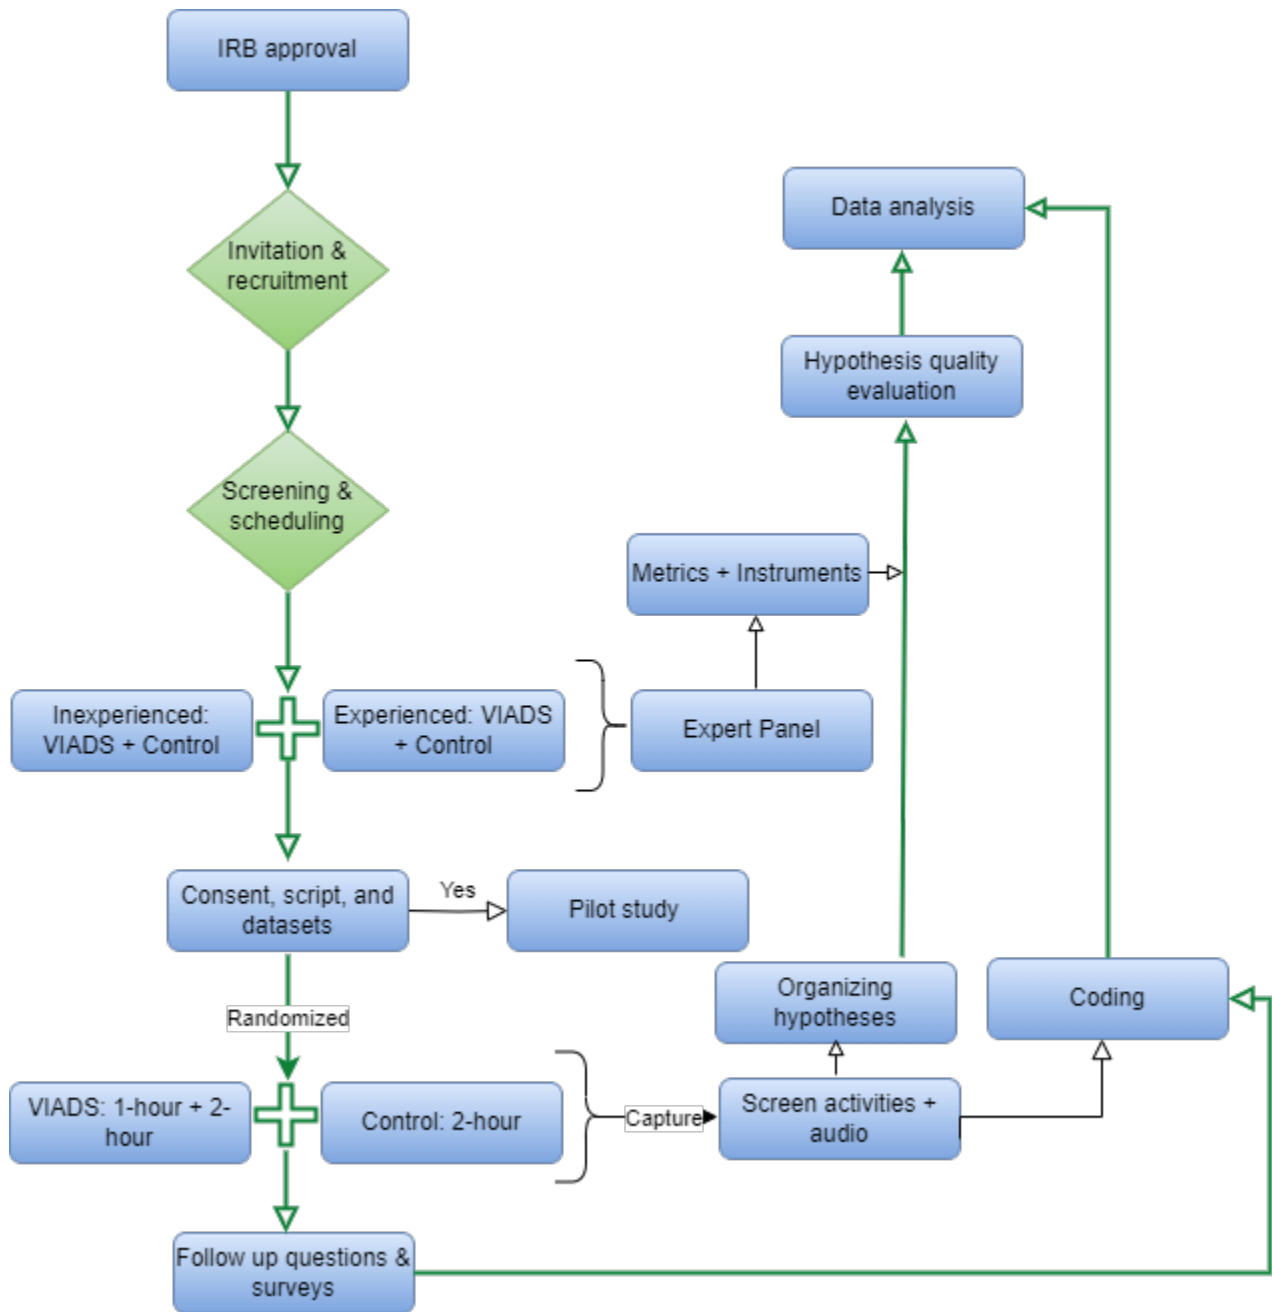 IRB approval
Invitation &
recruitment
Screening &
scheduling
Inexperienced:
VIADS + Control
Experienced: VIADS
+ Control
Expert Panel
Metrics + Instruments
Hypothesis quality
evaluation
Data analysis
Consent, script, and
datasets
Yes
Pilot study
Randomized
VIADS: 1-hour + 2-
hour
Control: 2-hour
Capture
Screen activities +
audio
Organizing
hypotheses
Coding
Follow up questions &
surveys